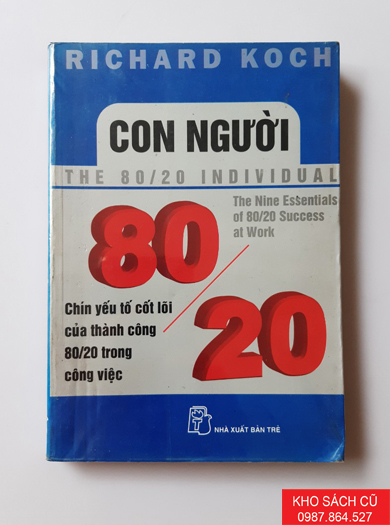 RICHARD KOCH
CON NGƯỜI
THE 80/20 INDIVIDUAL
The Nine Essentials
of 80/20 Success
at Work
80/20
Chín yếu tố cốt lõi
của thành công
80/20 trong
công việc
NHÀ XUẤT BẢN TRẺ
KHO SÁCH CŨ
0987.864.527